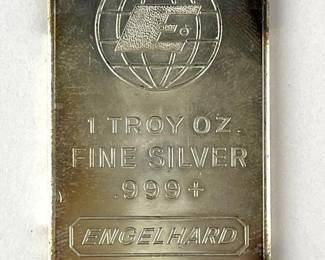 E
1 TROY OZ.
FINE SILVER
.999+
ENGELHARD